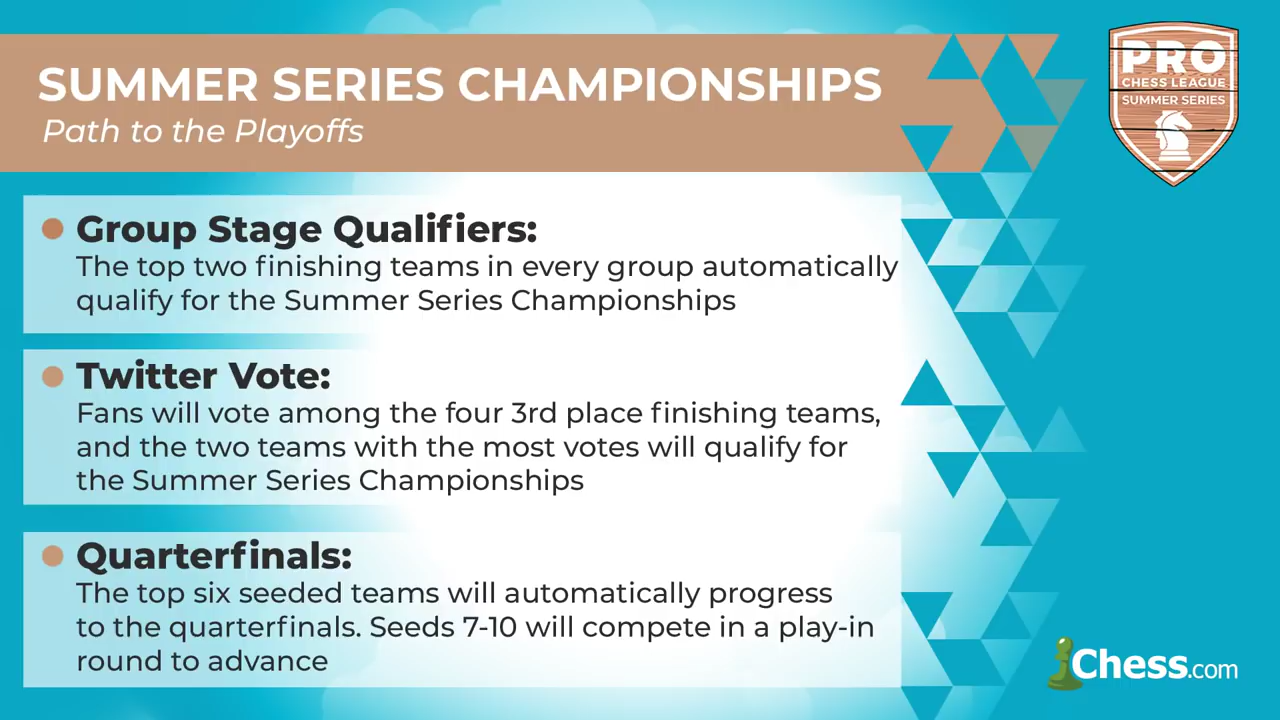 SUMMER SERIES CHAMPIONSHIPS
Path to the Playoffs
PRO
CHESS LEAGUE
SUMMER SERIES
Group Stage Qualifiers:
The top two finishing teams in every group automatically
qualify for the Summer Series Championships
Twitter Vote:
Fans will vote among the four 3rd place finishing teams,
and the two teams with the most votes will qualify for
the Summer Series Championships
Quarterfinals:
The top six seeded teams will automatically progress
to the quarterfinals. Seeds 7-10 will compete in a play-in
round to advance
Chess.com